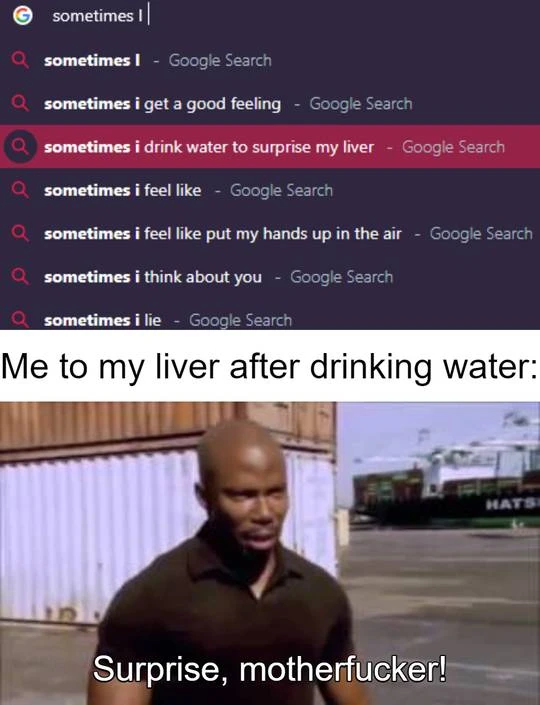 sometimes I
sometimes I - Google Search
sometimes i get a good feeling - Google Search
sometimes i drink water to surprise my liver - Google Search
sometimes i feel like - Google Search
sometimes i feel like put my hands up in the air - Google Search
sometimes i think about you - Google Search
sometimes i lie - Google Search
Me to my liver after drinking water:
HATS
Surprise, motherfucker!